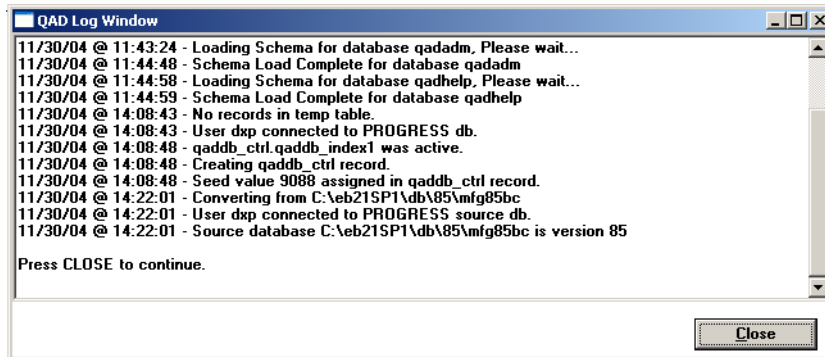 QAD Log Window
11/30/04 @ 11:43:24 - Loading Schema for database qadadm, Please wait...
11/30/04 @ 11:44:48 - Schema Load Complete for database qadadm
11/30/04 @ 11:44:58 - Loading Schema for database qadhelp, Please wait...
11/30/04 @ 11:44:59 - Schema Load Complete for database qadhelp
11/30/04 @ 14:08:43 - No records in temp table.
11/30/04 @ 14:08:43 - User dxp connected to PROGRESS db.
11/30/04 @ 14:08:48 - qaddb_ctrl.qaddb_index1 was active.
11/30/04 @ 14:08:48 - Creating qaddb_ctrl record.
11/30/04 @ 14:08:48 - Seed value 9088 assigned in qaddb_ctrl record.
11/30/04 @ 14:22:01 - Converting from C:\eb21SP1\db\85\mfg85bc
11/30/04 @ 14:22:01 - User dxp connected to PROGRESS source db.
11/30/04 @ 14:22:01 - Source database C:\eb21SP1\db\85\mfg85bc is version 85
Press CLOSE to continue.
Close